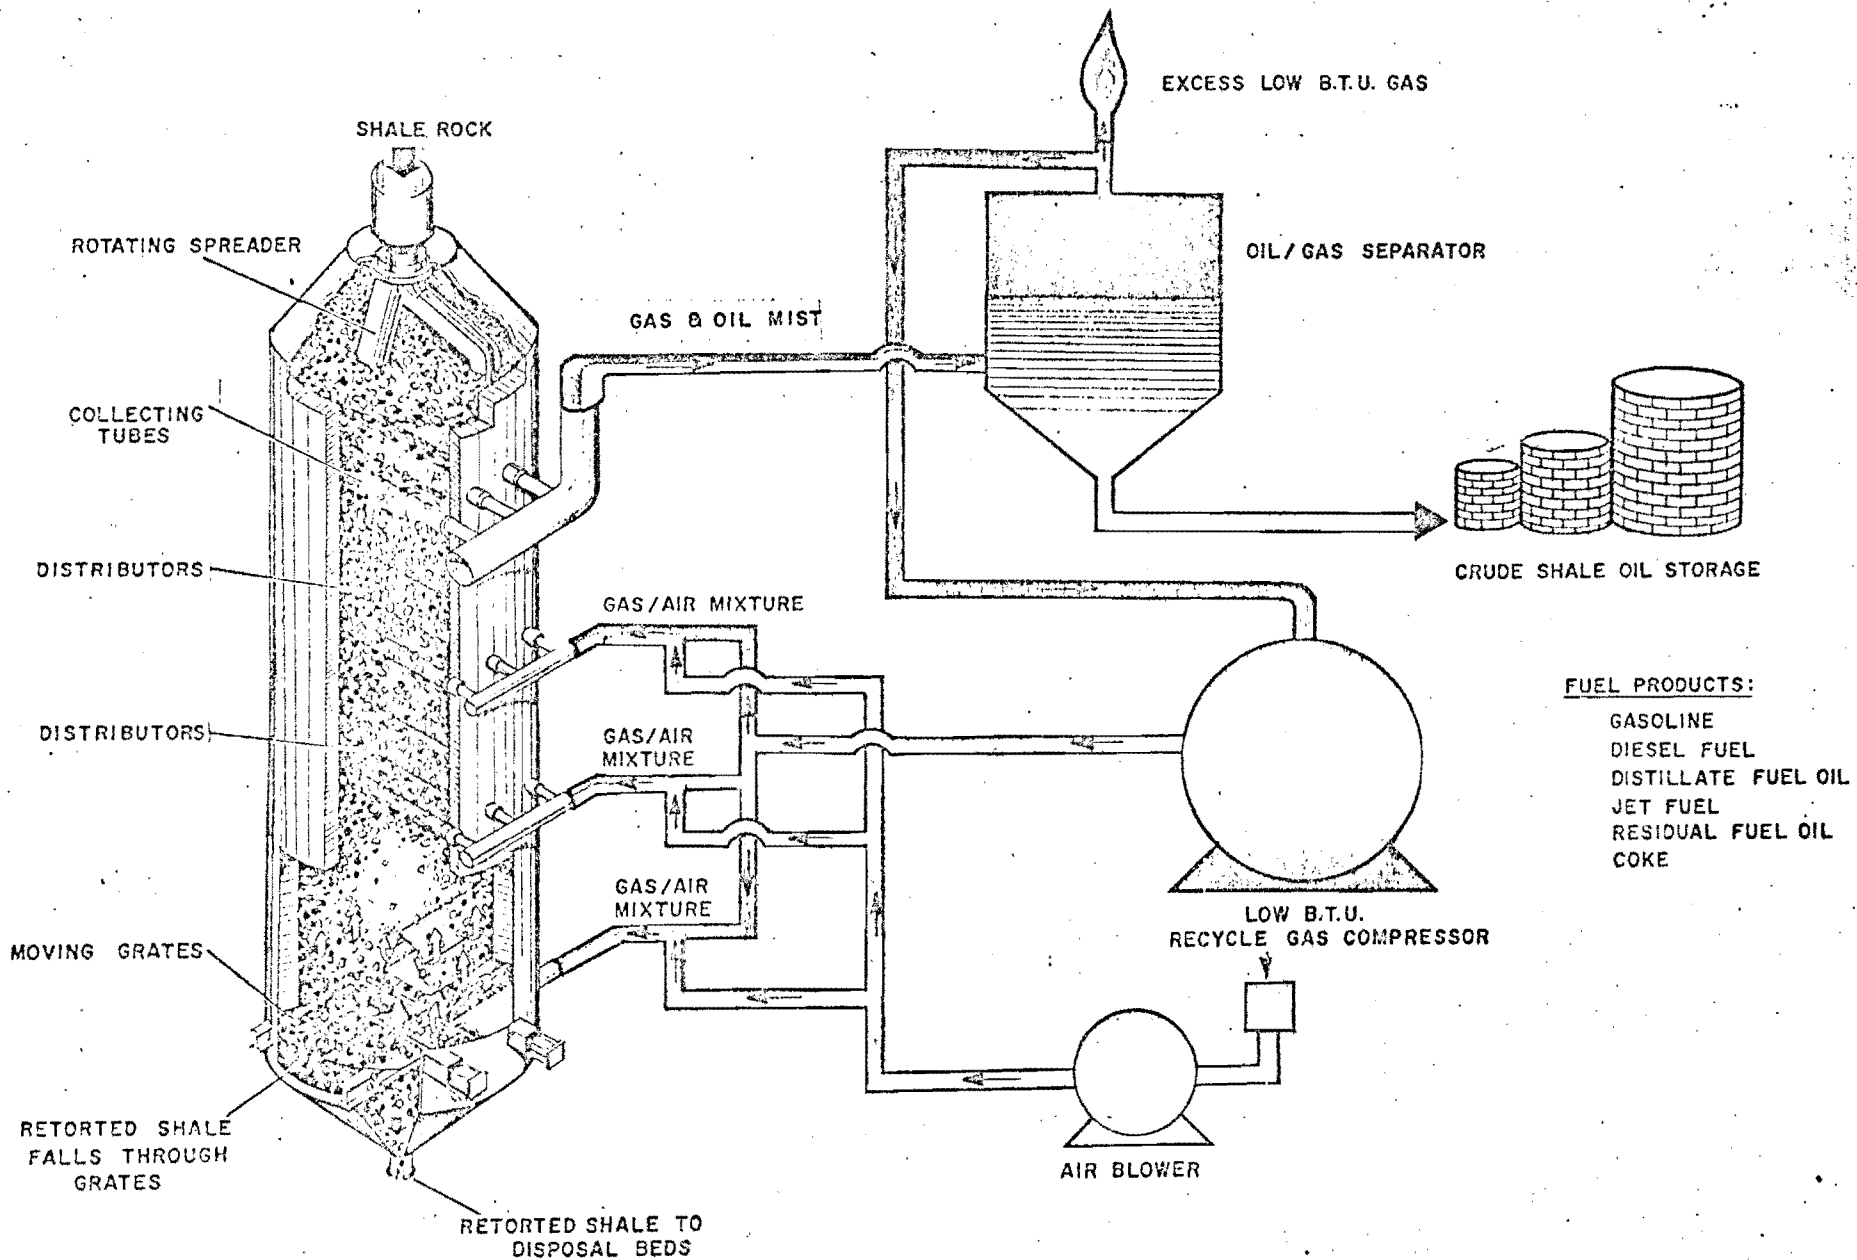 EXCESS LOW B.T.U. GAS
SHALE ROCK
ROTATING SPREADER
OIL/GAS SEPARATOR
GAS & OIL MIST
COLLECTING
TUBES
DISTRIBUTORS
CRUDE SHALE OIL STORAGE
GAS/AIR MIXTURE
FUEL PRODUCTS:
GASOLINE
DIESEL FUEL
DISTILLATE FUEL OIL
JET FUEL
RESIDUAL FUEL OIL
COKE
DISTRIBUTORS
GAS/AIR
MIXTURE
GAS/AIR
MIXTURE
LOW B.T.U.
RECYCLE GAS COMPRESSOR
MOVING GRATES
RETORTED SHALE
FALLS THROUGH
GRATES
AIR BLOWER
RETORTED SHALE TO
DISPOSAL BEDS